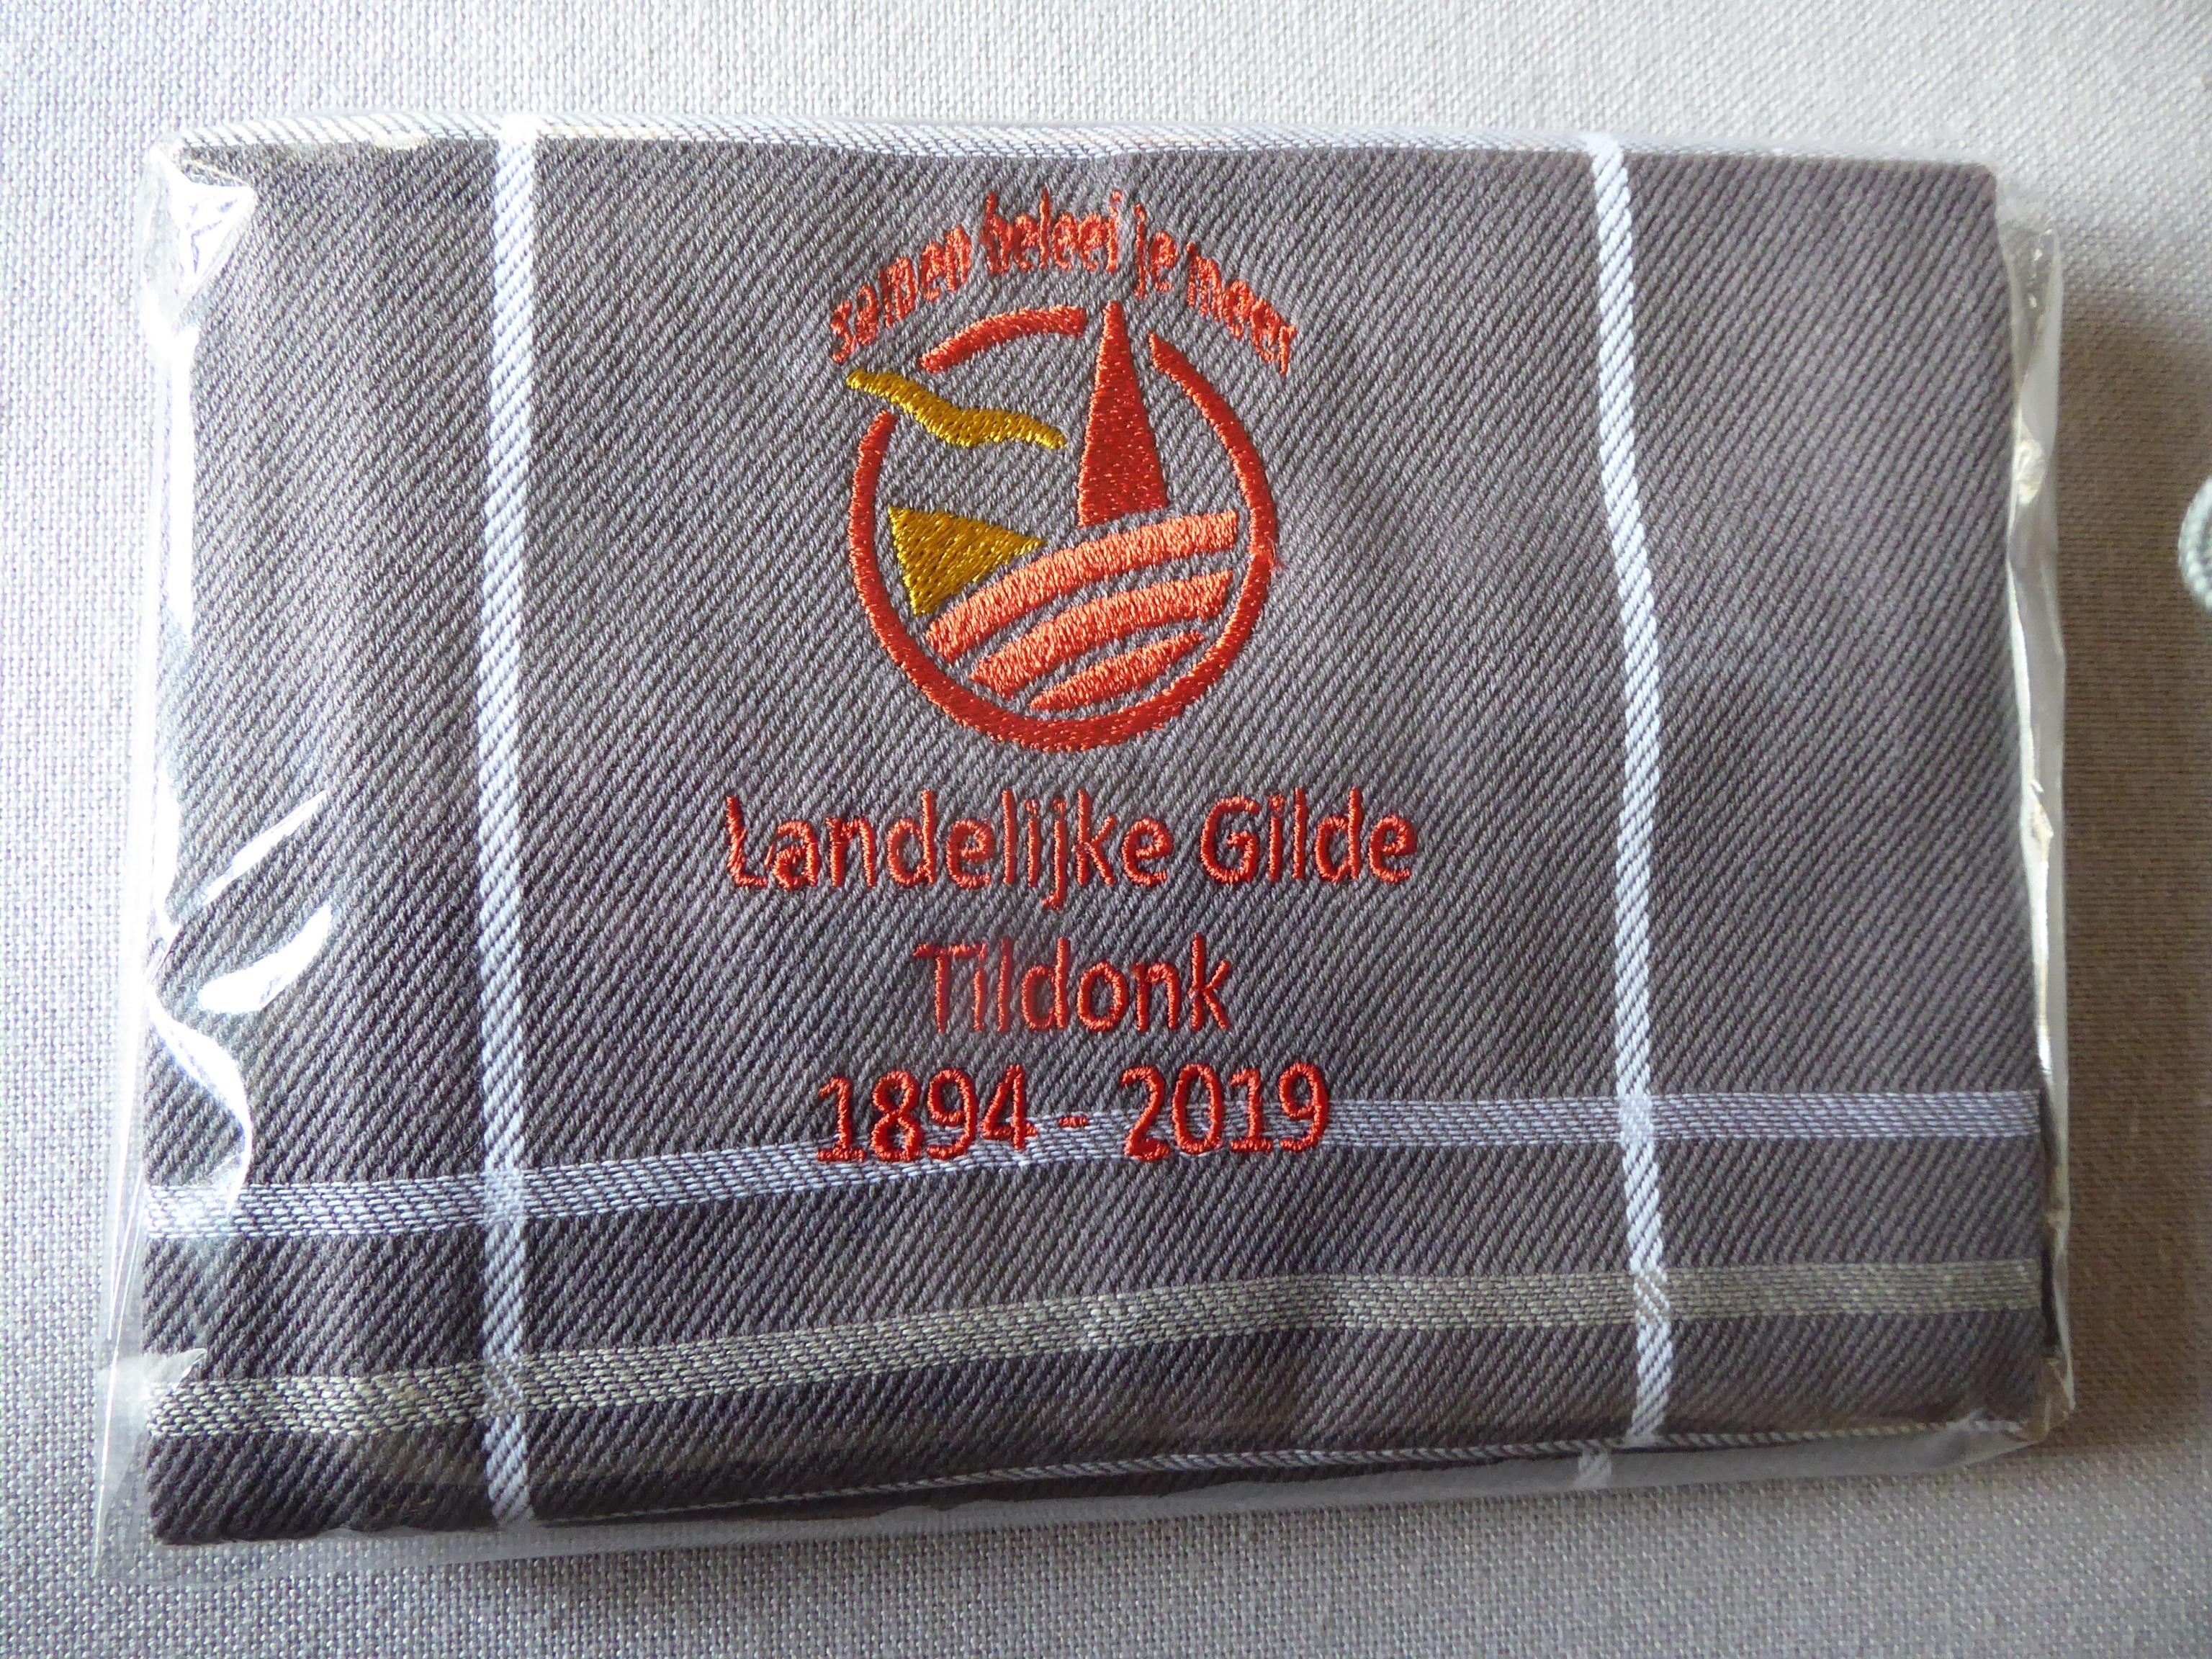 samen beleef je meer
Landelijke Gilde
Tildonk
1894 - 2019